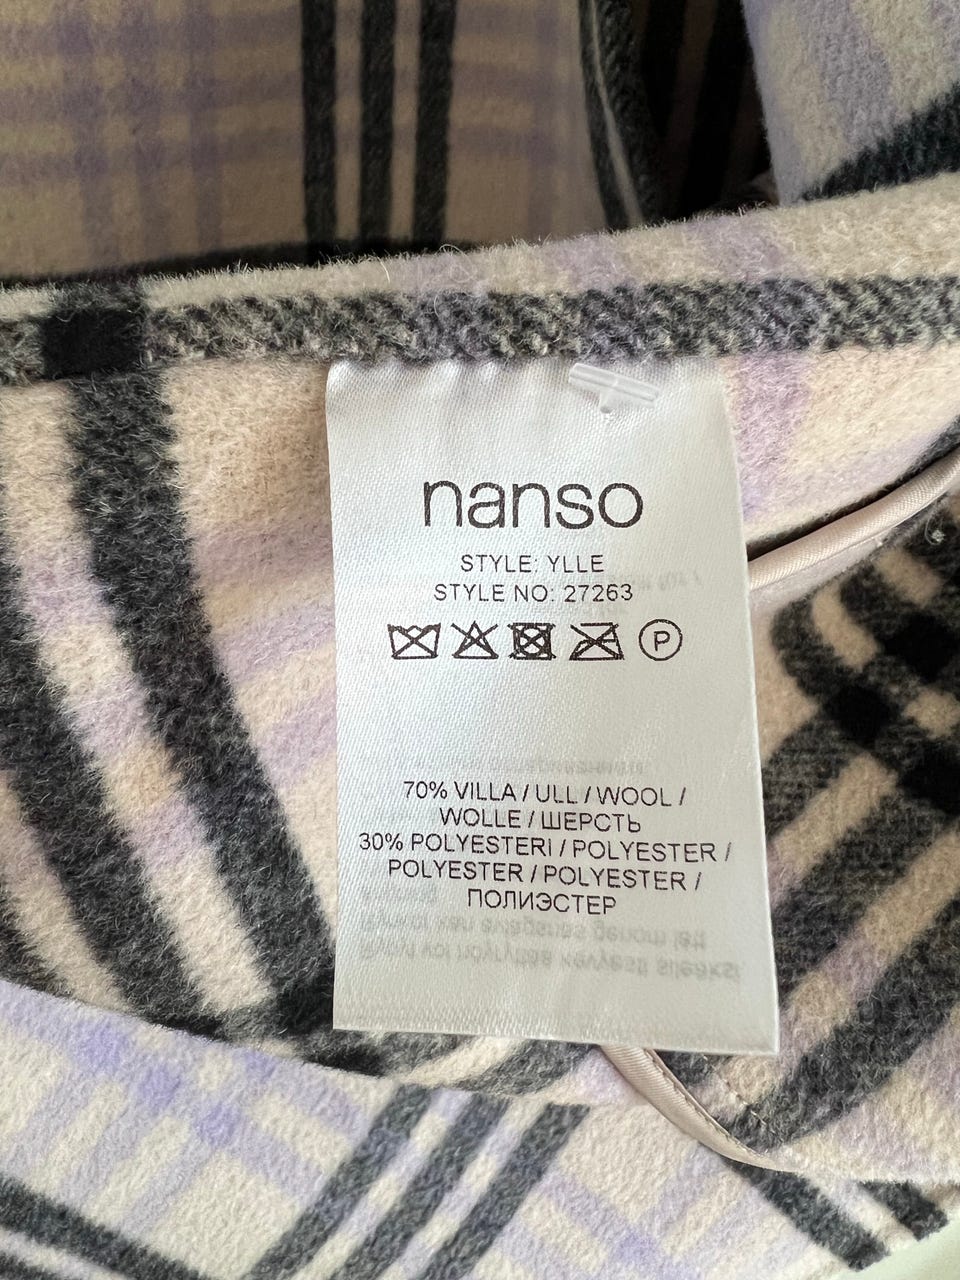 nanso
STYLE: YLLE
STYLE NO: 27263
P
70% VILLA / ULL / WOOL /
WOLLE / ШЕРСТЬ
30% POLYESTERI / POLYESTER /
POLYESTER / POLYESTER /
ПОЛИЭСТЕР